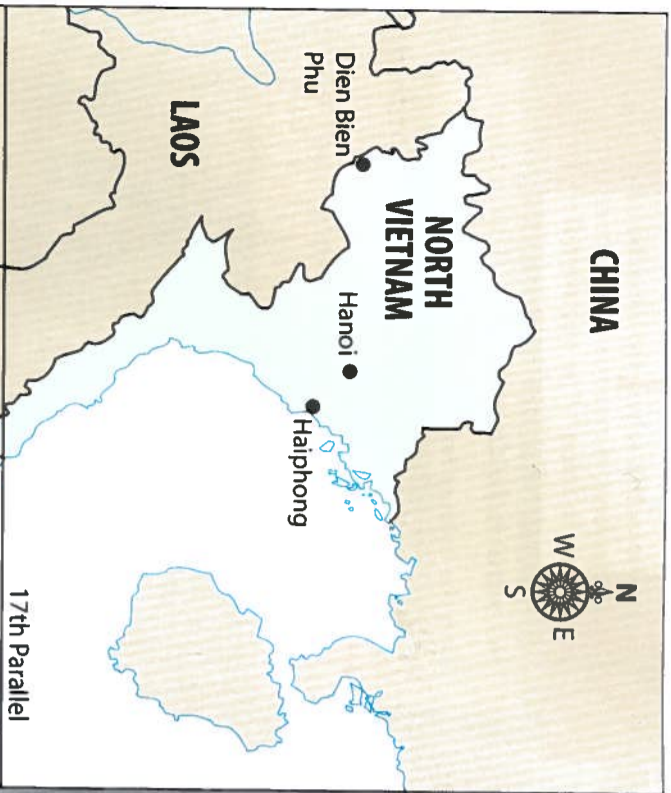 CHINA
N
W
E
S
NORTH
VIETNAM
Dien Bien
Phu
Hanoi
Haiphong
LAOS
17th Parallel